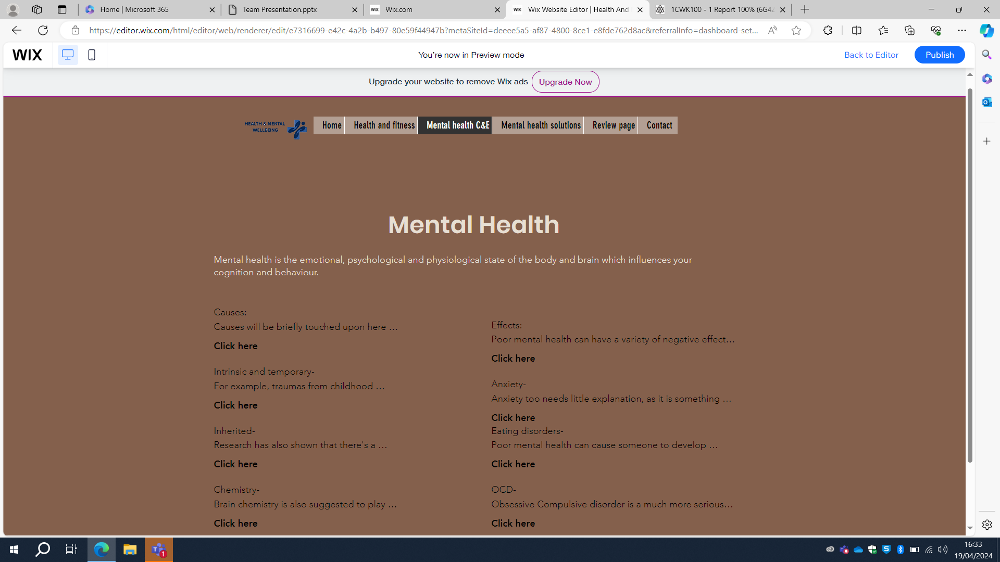 Home | Microsoft 365
Team Presentation.pptx
WIX Wix.com
WIX Wix Website Editor | Health And
1CWK100 - 1 Report 100% (6G4Z
https://editor.wix.com/html/editor/web/renderer/edit/e7316699-e42c-4a2b-b497-80e59f44947b?metaSiteId=deeee5a5-af87-4800-8ce1-e8fde762d8ac&referralInfo=dashboard-set...
WIX
You're now in Preview mode
Back to Editor
Publish
Upgrade your website to remove Wix ads
Upgrade Now
HEALTH & MENTAL
WELLBEING
Home
Health and fitness
Mental health C&E
Mental health solutions
Review page
Contact
Mental Health
Mental health is the emotional, psychological and physiological state of the body and brain which influences your
cognition and behaviour.
Causes:
Causes will be briefly touched upon here ...
Click here
Intrinsic and temporary-
For example, traumas from childhood ...
Click here
Inherited-
Research has also shown that there's a ...
Click here
Chemistry-
Brain chemistry is also suggested to play ...
Click here
Effects:
Poor mental health can have a variety of negative effect...
Click here
Anxiety-
Anxiety too needs little explanation, as it is something ...
Click here
Eating disorders-
Poor mental health can cause someone to develop ...
Click here
OCD-
Obsessive Compulsive disorder is a much more serious...
Click here
1
16:33
19/04/2024